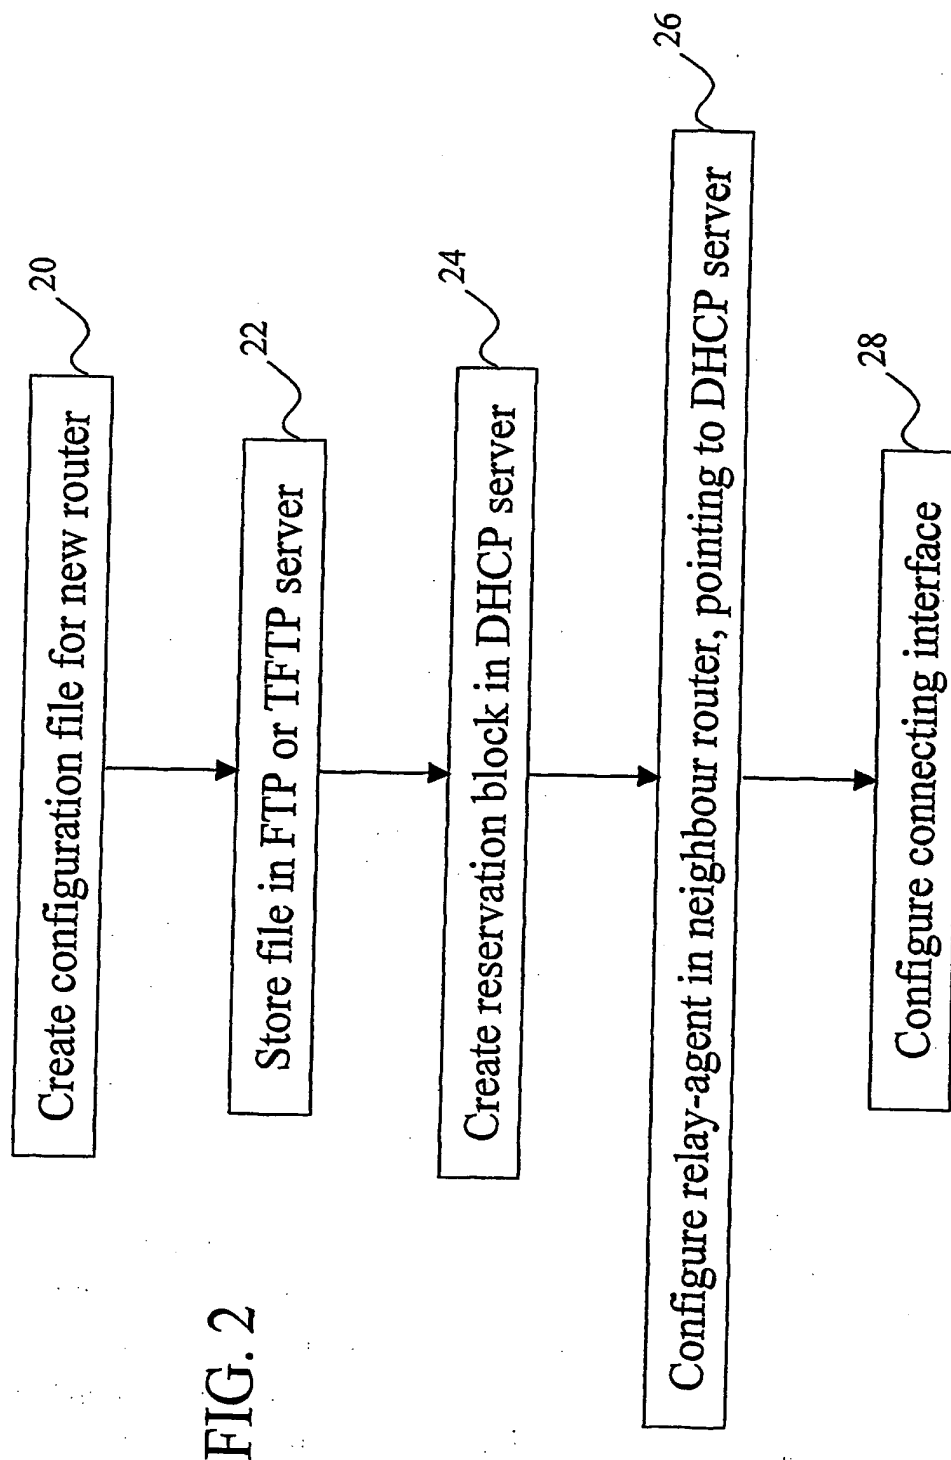 20
Create configuration file for new router
22
Store file in FTP or TFTP server
24
Create reservation block in DHCP server
26
Configure relay-agent in neighbour router, pointing to DHCP server
28
Configure connecting interface
FIG. 2